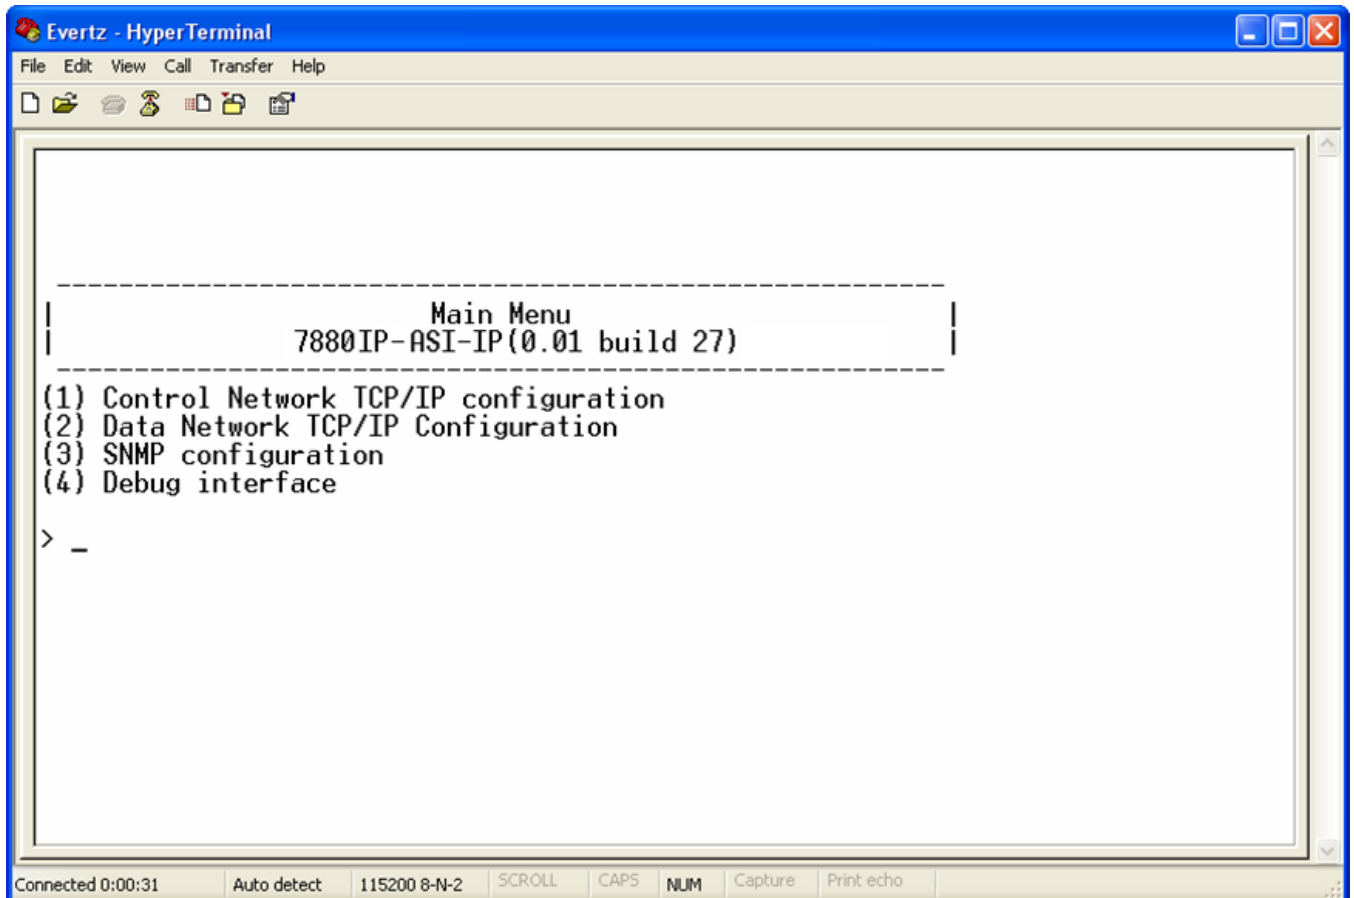 Evertz - HyperTerminal
File Edit View Call Transfer Help
Main Menu
7880IP-ASI-IP(0.01 build 27)
(1) Control Network TCP/IP configuration
(2) Data Network TCP/IP Configuration
(3) SNMP configuration
(4) Debug interface
> _
Connected 0:00:31 Auto detect 115200 8-N-2 SCROLL CAPS NUM Capture Print echo